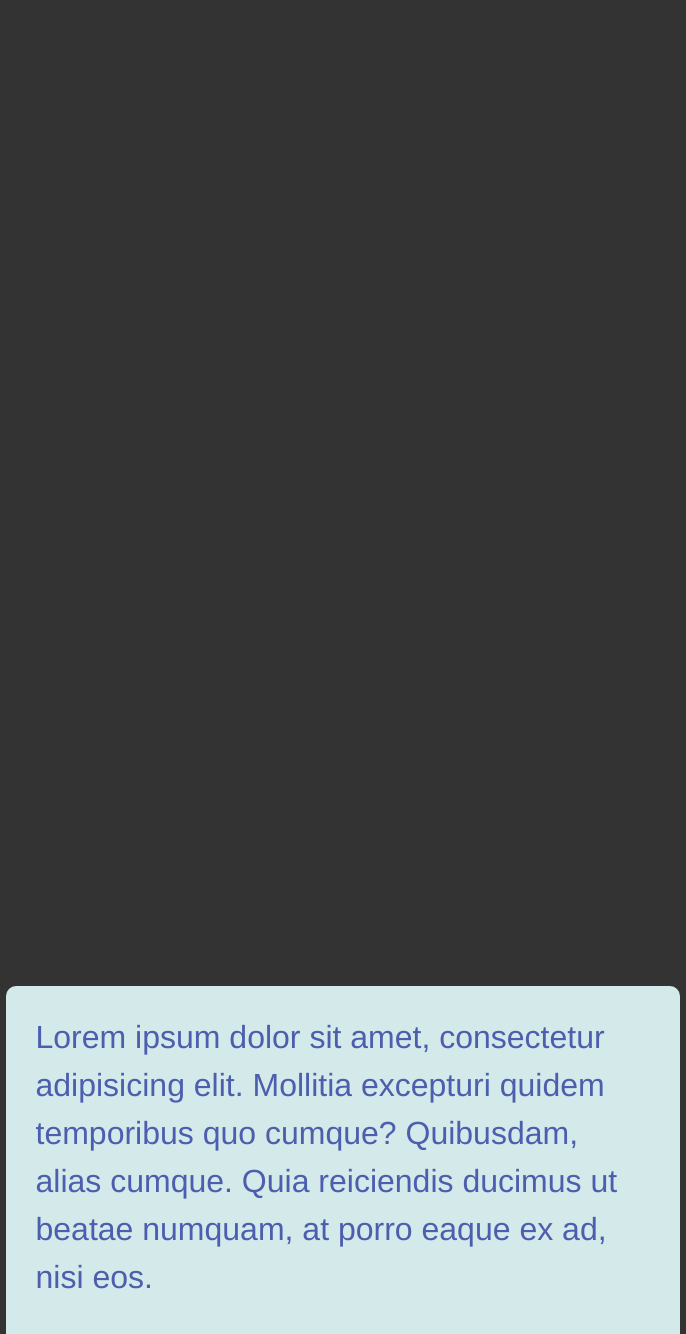 Lorem ipsum dolor sit amet, consectetur
adipisicing elit. Mollitia excepturi quidem
temporibus quo cumque? Quibusdam,
alias cumque. Quia reiciendis ducimus ut
beatae numquam, at porro eaque ex ad,
nisi eos.